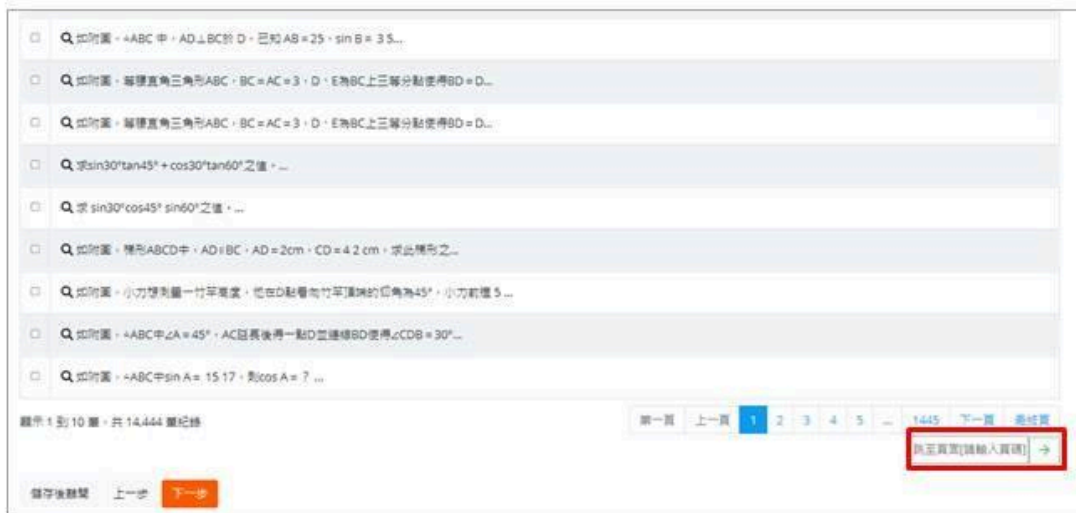 如附圖，△ABC 中，AD⊥BC於 D，已知 AB = 25，sin B = 3 5...
如附圖，等腰直角三角形ABC，BC = AC = 3，D、E為BC上三等分點使得BD = D...
如附圖，等腰直角三角形ABC，BC = AC = 3，D、E為BC上三等分點使得BD = D...
求sin30°tan45° + cos30°tan60°之值。...
求 sin30°cos45° sin60°之值。...
如附圖，梯形ABCD中，AD∥BC，AD = 2cm，CD = 4 2 cm，求此梯形之...
如附圖，小方想測量一竹竿高度，他在D點看向竹竿頂端的仰角為45°，小方前進 5 ...
如附圖，△ABC中∠A = 45°，AC延長後得一點D並連線BD使得∠CDB = 30°...
如附圖，△ABC中sin A = 15 17，則cos A = ? ...
顯示 1 到 10 筆，共 14,444 筆紀錄
第一頁 上一頁 1 2 3 4 5 ... 1445 下一頁 最終頁
跳至頁面[請輸入頁碼] →
儲存後離開 上一步 下一步